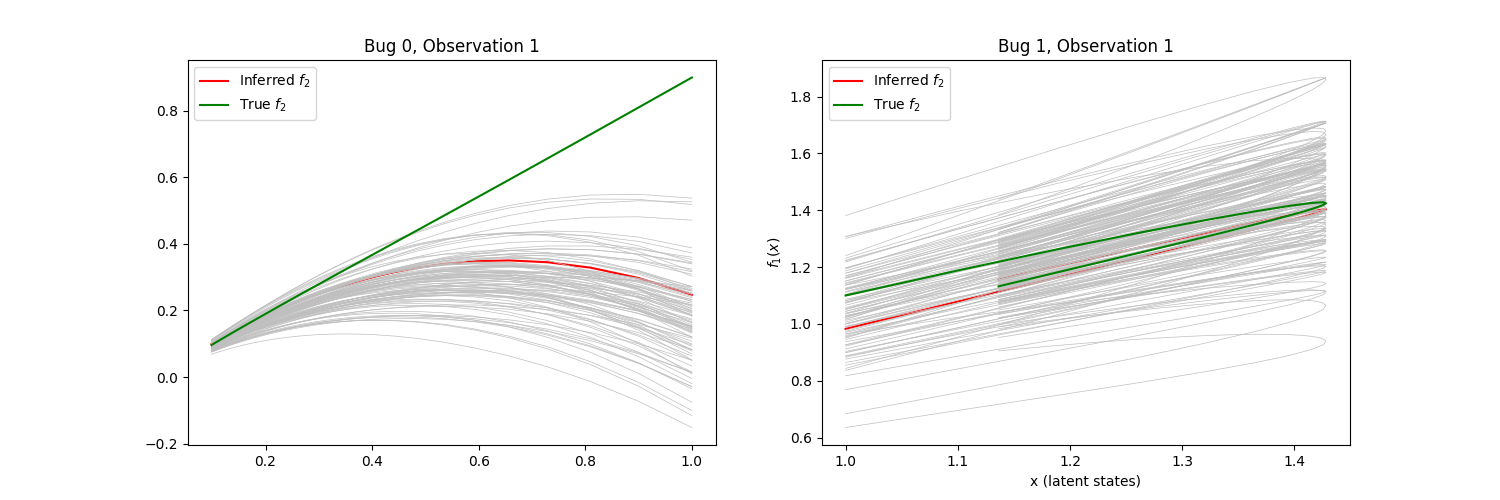 Bug 0, Observation 1
Inferred f₂
True f₂
0.8
0.6
0.4
0.2
0.0
−0.2
0.2 0.4 0.6 0.8 1.0
Bug 1, Observation 1
Inferred f₂
True f₂
f₁(x)
1.8
1.6
1.4
1.2
1.0
0.8
0.6
1.0 1.1 1.2 1.3 1.4
x (latent states)